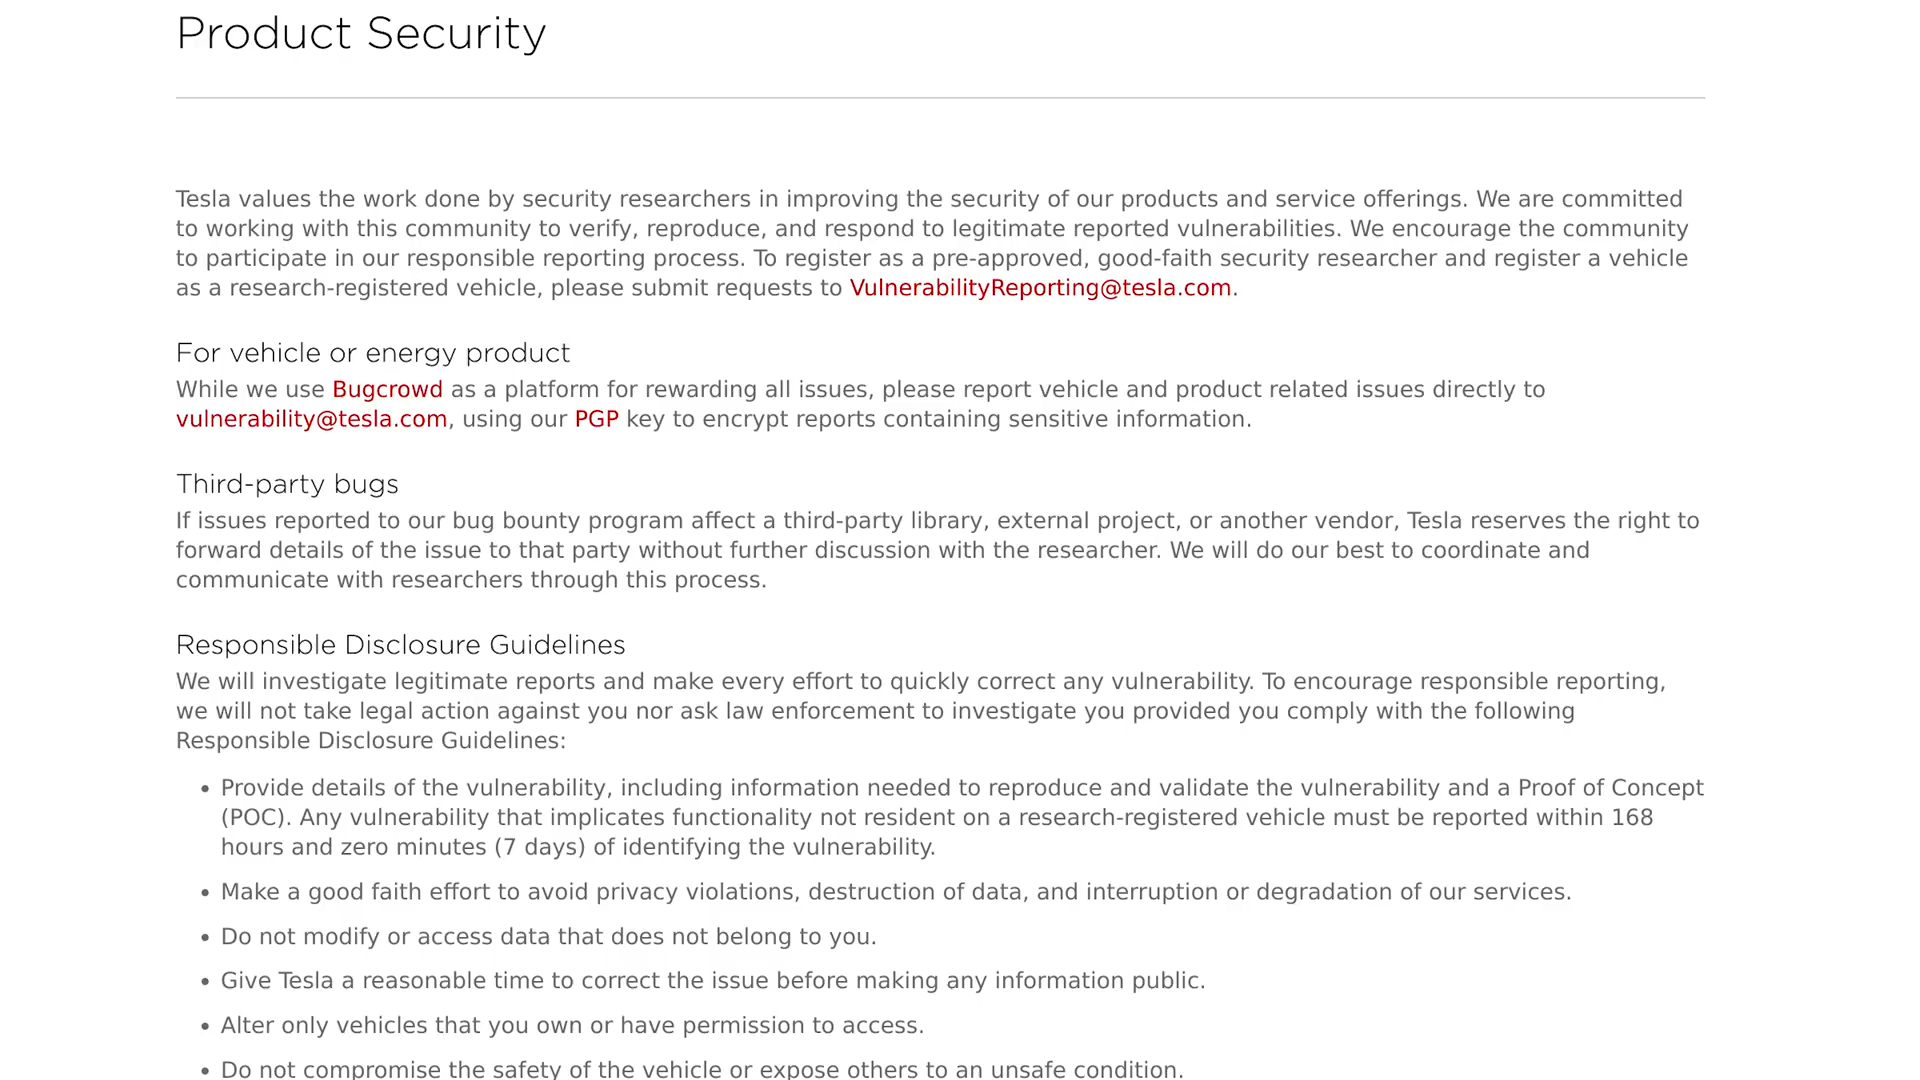 Product Security
Tesla values the work done by security researchers in improving the security of our products and service offerings. We are committed
to working with this community to verify, reproduce, and respond to legitimate reported vulnerabilities. We encourage the community
to participate in our responsible reporting process. To register as a pre-approved, good-faith security researcher and register a vehicle
as a research-registered vehicle, please submit requests to VulnerabilityReporting@tesla.com.
For vehicle or energy product
While we use Bugcrowd as a platform for rewarding all issues, please report vehicle and product related issues directly to
vulnerability@tesla.com, using our PGP key to encrypt reports containing sensitive information.
Third-party bugs
If issues reported to our bug bounty program affect a third-party library, external project, or another vendor, Tesla reserves the right to
forward details of the issue to that party without further discussion with the researcher. We will do our best to coordinate and
communicate with researchers through this process.
Responsible Disclosure Guidelines
We will investigate legitimate reports and make every effort to quickly correct any vulnerability. To encourage responsible reporting,
we will not take legal action against you nor ask law enforcement to investigate you provided you comply with the following
Responsible Disclosure Guidelines:
• Provide details of the vulnerability, including information needed to reproduce and validate the vulnerability and a Proof of Concept
(POC). Any vulnerability that implicates functionality not resident on a research-registered vehicle must be reported within 168
hours and zero minutes (7 days) of identifying the vulnerability.
• Make a good faith effort to avoid privacy violations, destruction of data, and interruption or degradation of our services.
• Do not modify or access data that does not belong to you.
• Give Tesla a reasonable time to correct the issue before making any information public.
• Alter only vehicles that you own or have permission to access.
• Do not compromise the safety of the vehicle or expose others to an unsafe condition.